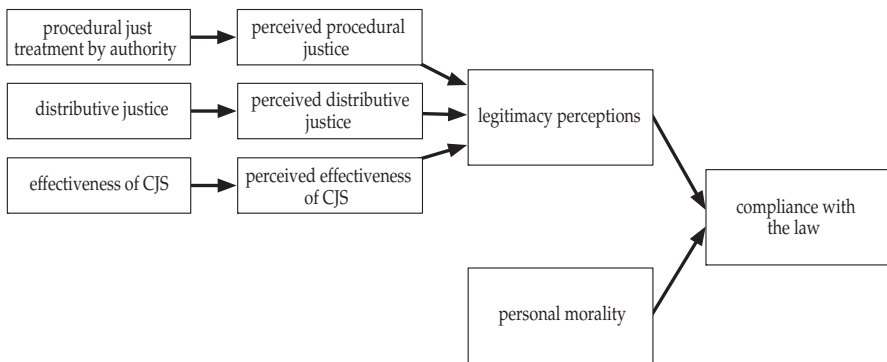 procedural just
treatment by authority
perceived procedural
justice
distributive justice
perceived distributive
justice
legitimacy perceptions
effectiveness of CJS
perceived effectiveness
of CJS
compliance with
the law
personal morality